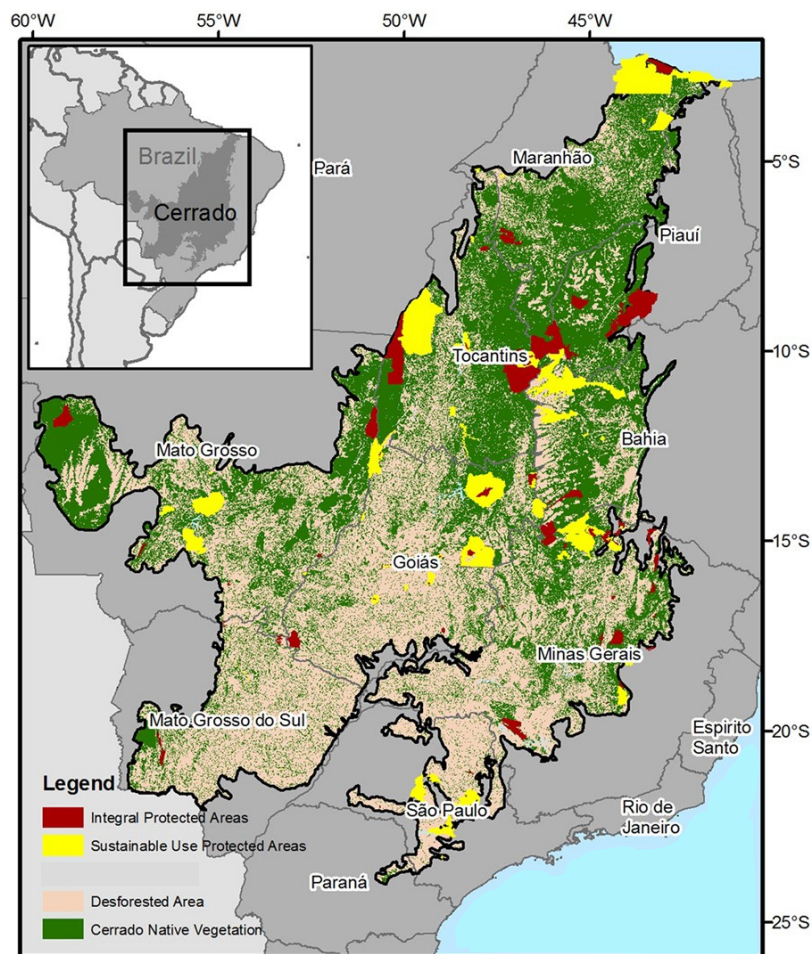 60°W
55°W
50°W
45°W
Brazil
Cerrado
Pará
Maranhão
5°S
Piauí
Tocantins
10°S
Bahia
Mato Grosso
Goiás
15°S
Minas Gerais
Mato Grosso do Sul
20°S
Espirito
Santo
Legend
Integral Protected Areas
São Paulo
Rio de
Janeiro
Sustainable Use Protected Areas
Paraná
Desforested Area
Cerrado Native Vegetation
25°S